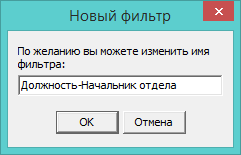 Новый фильтр
По желанию вы можете изменить имя
фильтра:
Должность-Начальник отдела
OK Отмена